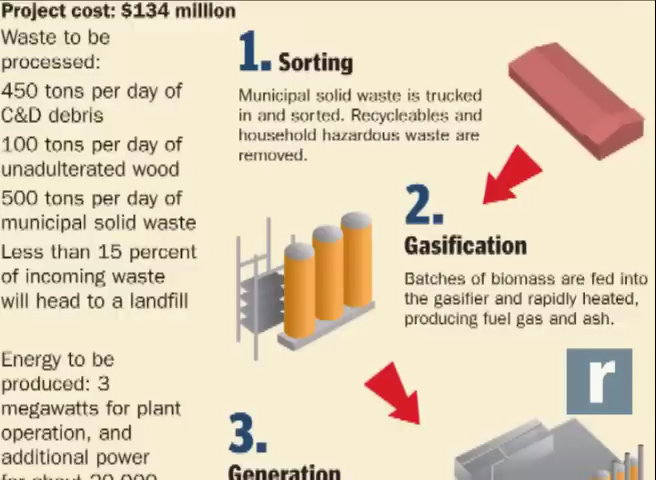 Project cost: $134 million
Waste to be
processed:
450 tons per day of
C&D debris
100 tons per day of
unadulterated wood
500 tons per day of
municipal solid waste
Less than 15 percent
of incoming waste
will head to a landfill
Energy to be
produced: 3
megawatts for plant
operation, and
additional power
1. Sorting
Municipal solid waste is trucked
in and sorted. Recycleables and
household hazardous waste are
removed.
2.
Gasification
Batches of biomass are fed into
the gasifier and rapidly heated,
producing fuel gas and ash.
r
3.
Generation